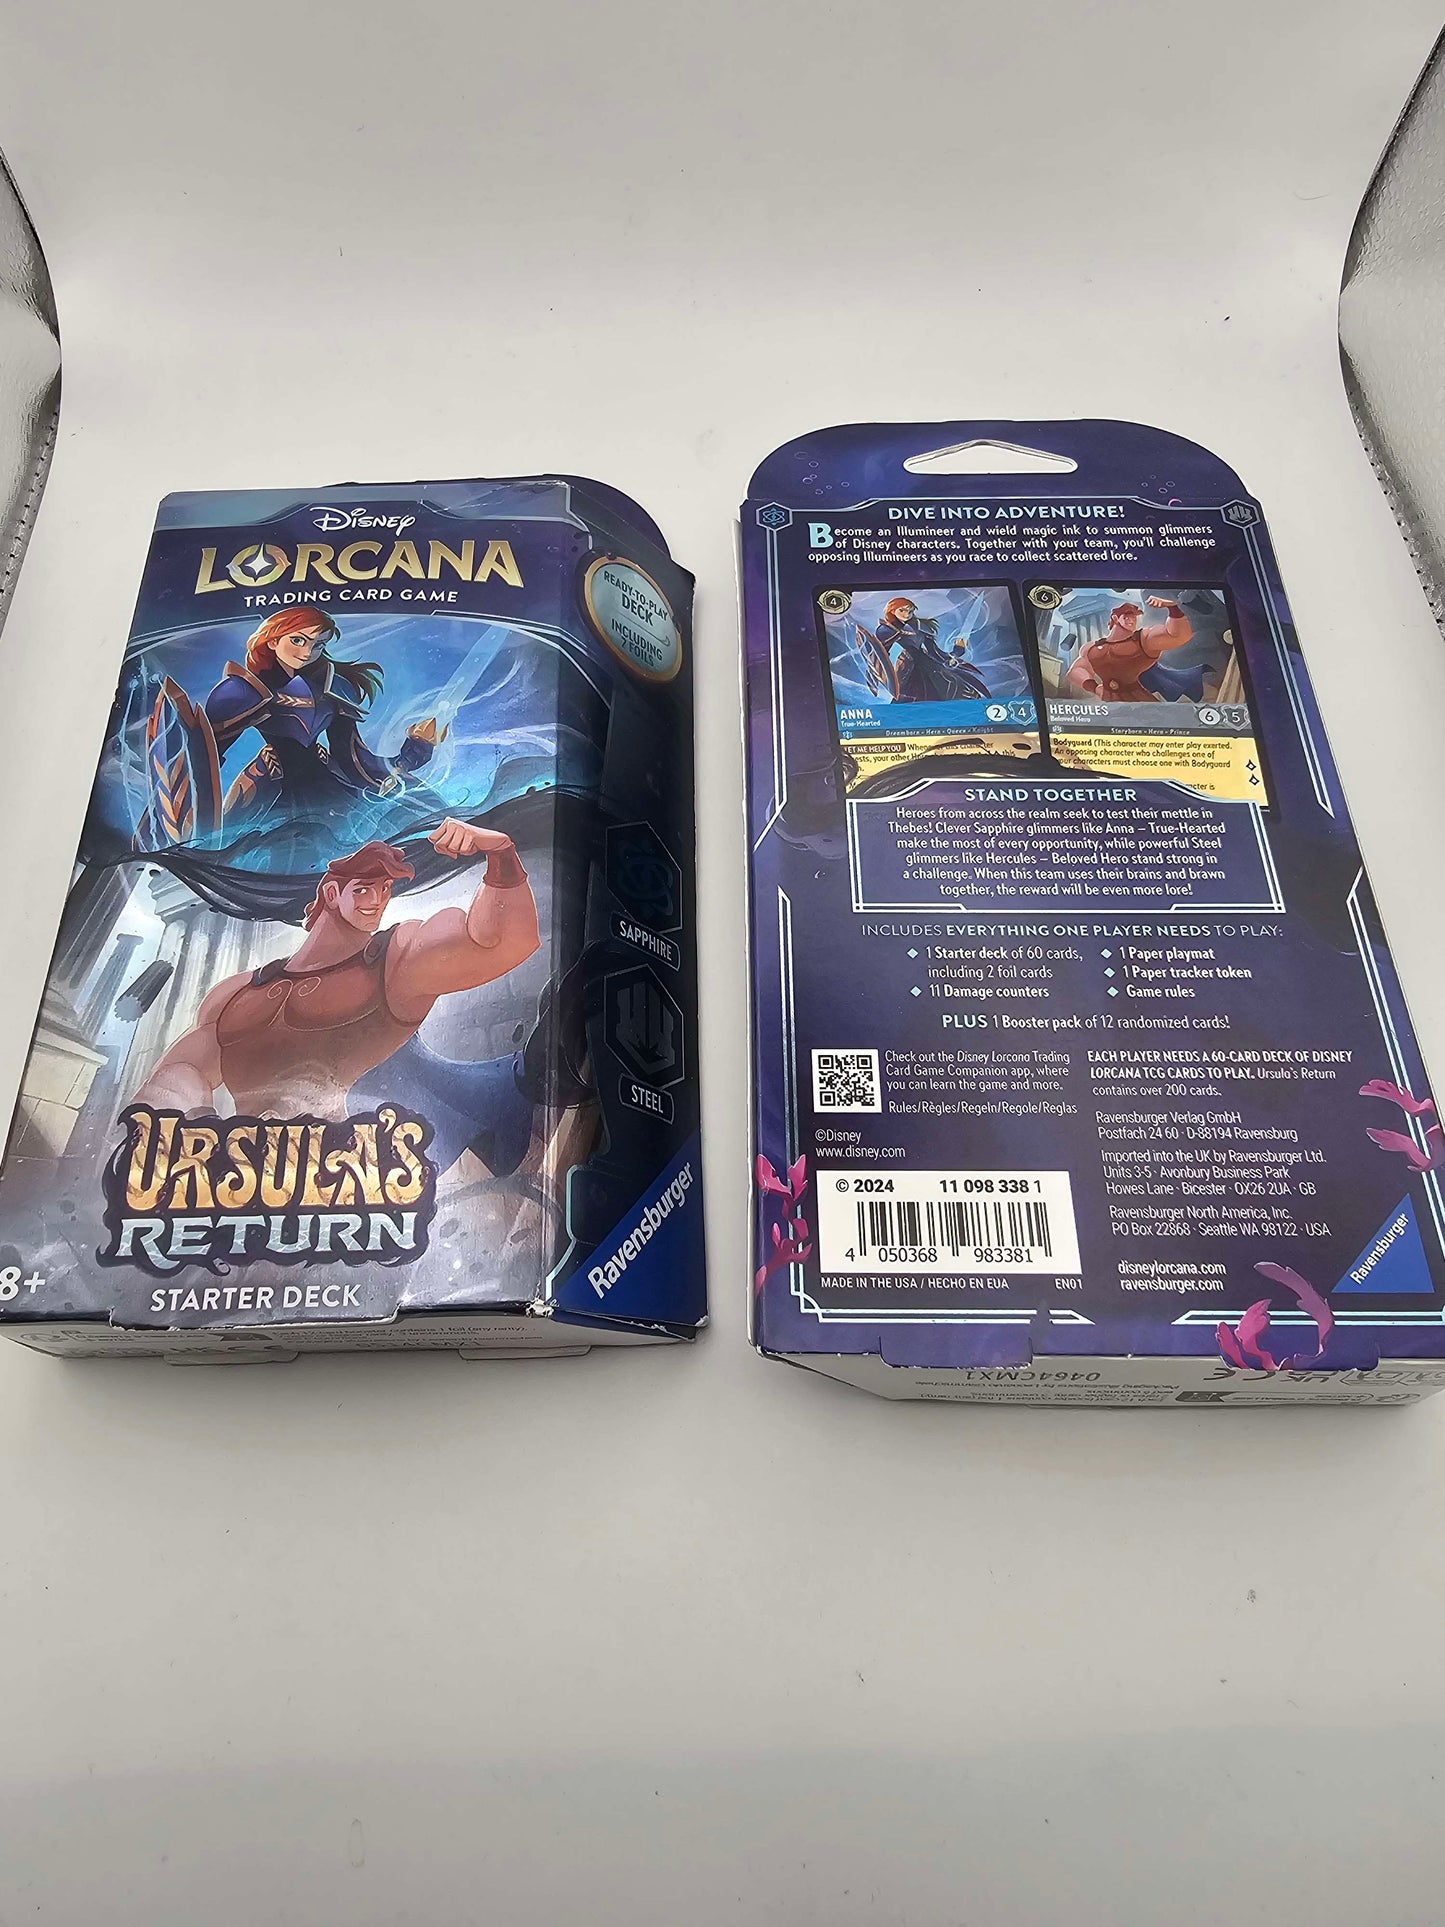 Disney
LORCANA
TRADING CARD GAME
READY-TO-PLAY
DECK
INCLUDING
2 FOILS
SAPPHIRE
STEEL
URSULA'S
RETURN
8+
STARTER DECK
Ravensburger
DIVE INTO ADVENTURE!
Become an Illumineer and wield magic ink to summon glimmers
of Disney characters. Together with your team, you'll challenge
opposing Illumineers as you race to collect scattered lore.
4
ANNA
True-Hearted
2 4
Dreamborn • Hero • Queen • Knight
LET ME HELP YOU
6
HERCULES
Beloved Hero
6 5
Storyborn • Hero • Prince
Bodyguard (This character may enter play exerted.
An opposing character who challenges one of
your characters must choose one with Bodyguard
STAND TOGETHER
Heroes from across the realm seek to test their mettle in
Thebes! Clever Sapphire glimmers like Anna – True-Hearted
make the most of every opportunity, while powerful Steel
glimmers like Hercules – Beloved Hero stand strong in
a challenge. When this team uses their brains and brawn
together, the reward will be even more lore!
INCLUDES EVERYTHING ONE PLAYER NEEDS TO PLAY:
1 Starter deck of 60 cards,
including 2 foil cards
11 Damage counters
1 Paper playmat
1 Paper tracker token
Game rules
PLUS 1 Booster pack of 12 randomized cards!
Check out the Disney Lorcana Trading
Card Game Companion app, where
you can learn the game and more.
Rules/Règles/Regeln/Regole/Reglas
©Disney
www.disney.com
© 2024 11 098 338 1
4 050368 983381
MADE IN THE USA / HECHO EN EUA EN01
EACH PLAYER NEEDS A 60-CARD DECK OF DISNEY
LORCANA TCG CARDS TO PLAY. Ursula's Return
contains over 200 cards.
Ravensburger Verlag GmbH
Postfach 24 60 · D-88194 Ravensburg
Imported into the UK by Ravensburger Ltd.
Units 3-5 · Avonbury Business Park
Howes Lane · Bicester · OX26 2UA · GB
Ravensburger North America, Inc.
PO Box 22868 · Seattle WA 98122 · USA
disneylorcana.com
ravensburger.com
Ravensburger
0464CMX1